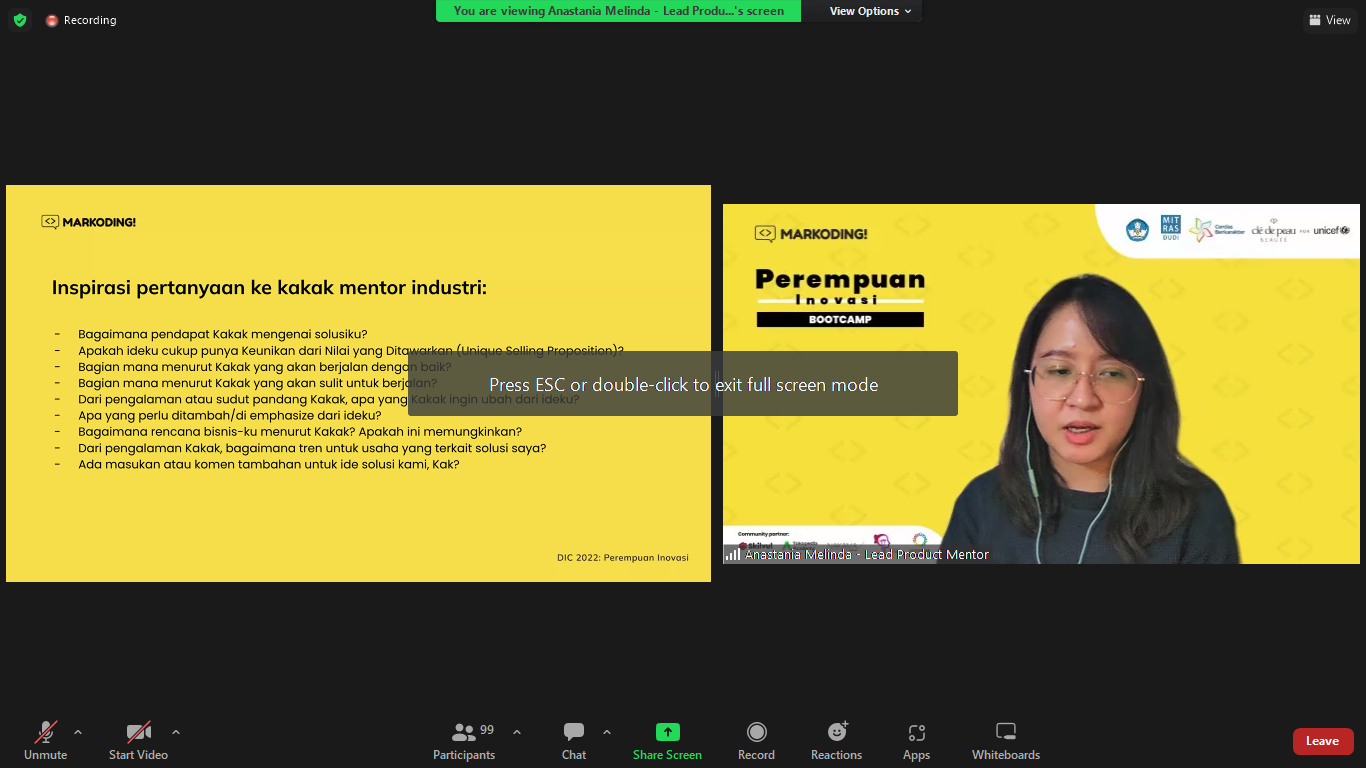 Recording
You are viewing Anastania Melinda - Lead Produ...'s screen
View Options
View
MARKODING!
Inspirasi pertanyaan ke kakak mentor industri:
- Bagaimana pendapat Kakak mengenai solusiku?
- Apakah ideku cukup punya Keunikan dari Nilai yang Ditawarkan (Unique Selling Proposition)?
- Bagian mana menurut Kakak yang akan berjalan dengan baik?
- Bagian mana menurut Kakak yang akan sulit untuk berjalan?
- Dari pengalaman atau sudut pandang Kakak, apa yang Kakak ingin ubah dari ideku?
- Apa yang perlu ditambah/di emphasize dari ideku?
- Bagaimana rencana bisnis-ku menurut Kakak? Apakah ini memungkinkan?
- Dari pengalaman Kakak, bagaimana tren untuk usaha yang terkait solusi saya?
- Ada masukan atau komen tambahan untuk ide solusi kami, Kak?
DIC 2022: Perempuan Inovasi
Press ESC or double-click to exit full screen mode
MARKODING!
MIT
RAS
DUDI
Cerdas
Berkarakter
clé de peau
BEAUTÉ
FOR
unicef
Perempuan
Inovasi
BOOTCAMP
Community partner:
Skilvul
Tokopedia
Anastania Melinda - Lead Product Mentor
Unmute
Start Video
99
Participants
Chat
Share Screen
Record
Reactions
Apps
Whiteboards
Leave